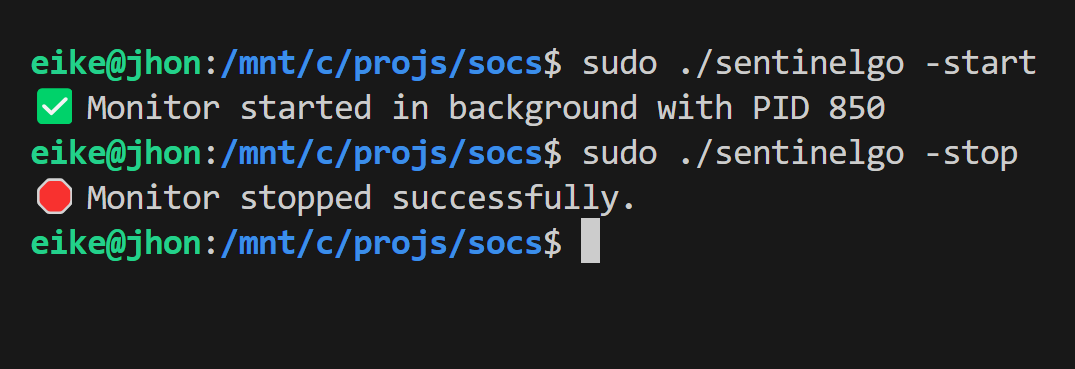 eike@jhon:/mnt/c/projs/socs$ sudo ./sentinelgo -start
✅ Monitor started in background with PID 850
eike@jhon:/mnt/c/projs/socs$ sudo ./sentinelgo -stop
🛑 Monitor stopped successfully.
eike@jhon:/mnt/c/projs/socs$